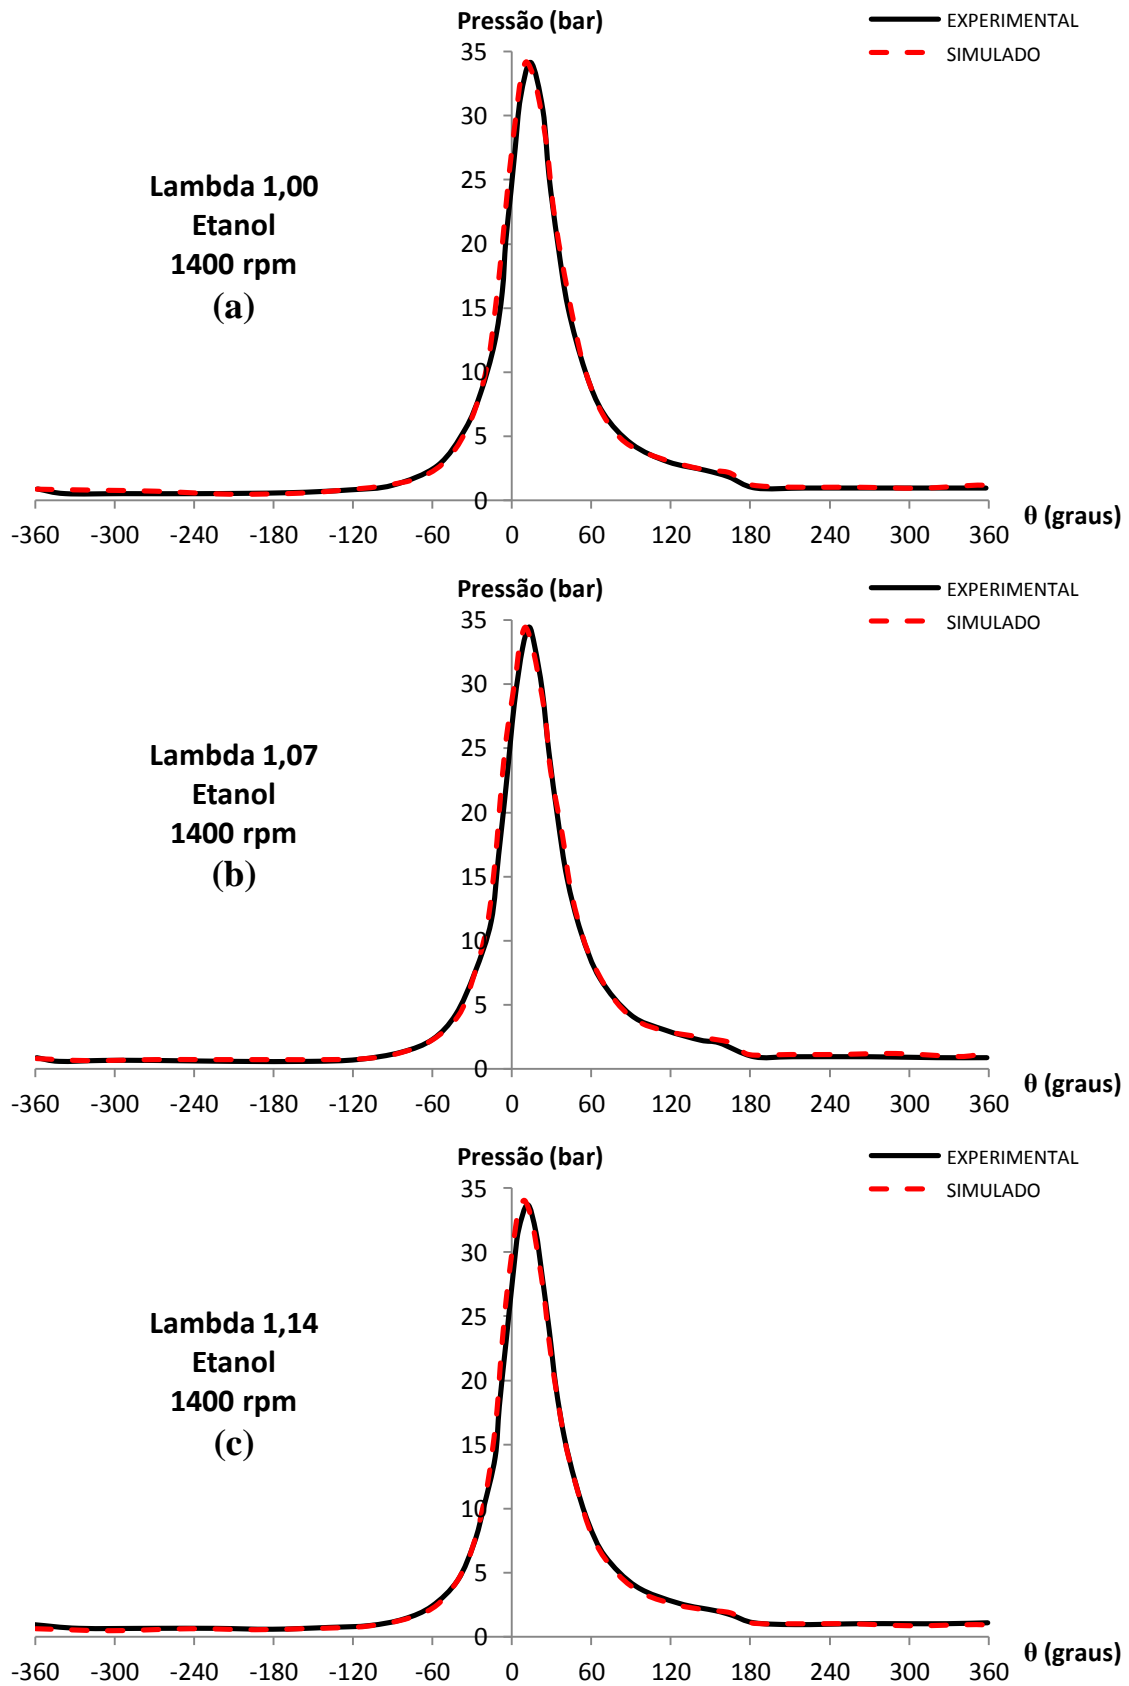 Pressão (bar)
EXPERIMENTAL
SIMULADO
35
30
25
20
15
10
5
0
Lambda 1,00
Etanol
1400 rpm
(a)
-360 -300 -240 -180 -120 -60 0 60 120 180 240 300 360
θ (graus)
Pressão (bar)
EXPERIMENTAL
SIMULADO
35
30
25
20
15
10
5
0
Lambda 1,07
Etanol
1400 rpm
(b)
-360 -300 -240 -180 -120 -60 0 60 120 180 240 300 360
θ (graus)
Pressão (bar)
EXPERIMENTAL
SIMULADO
35
30
25
20
15
10
5
0
Lambda 1,14
Etanol
1400 rpm
(c)
-360 -300 -240 -180 -120 -60 0 60 120 180 240 300 360
θ (graus)